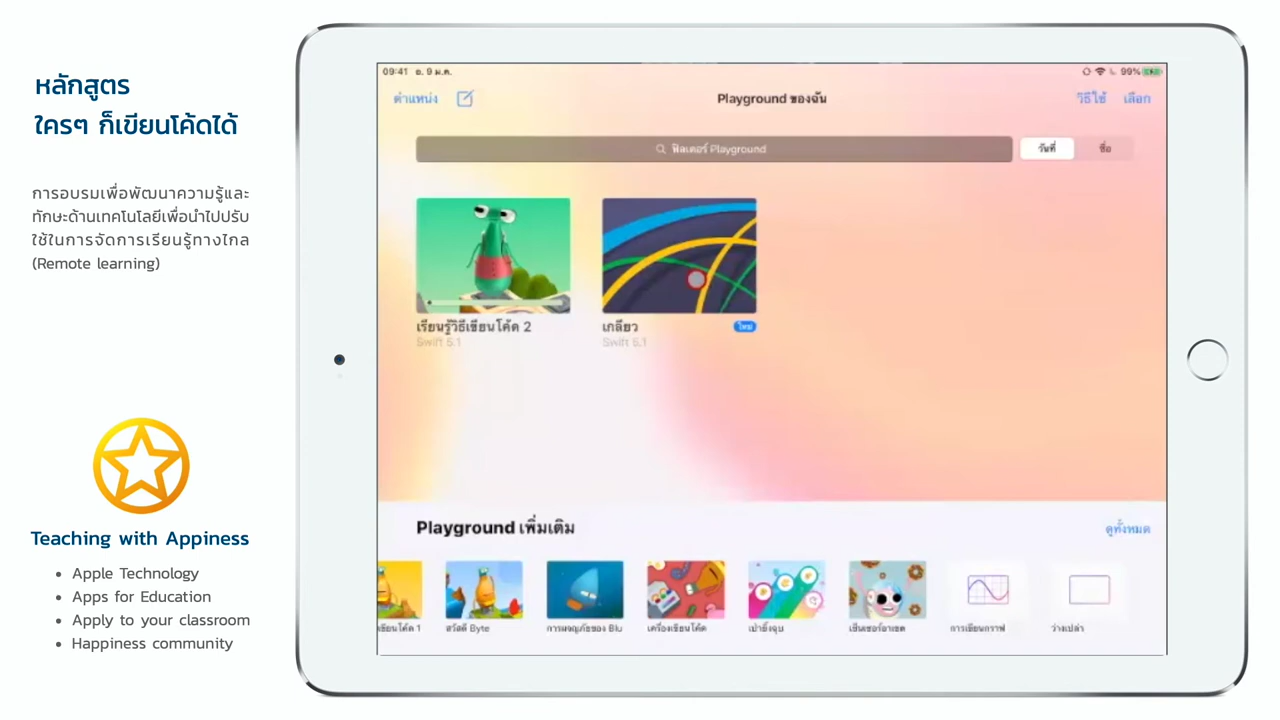 หลักสูตร
ใครๆ ก็เขียนโค้ดได้
การอบรมเพื่อพัฒนาความรู้และ
ทักษะด้านเทคโนโลยีเพื่อนำไปปรับ
ใช้ในการจัดการเรียนรู้ทางไกล
(Remote learning)
Teaching with Appiness
Apple Technology
Apps for Education
Apply to your classroom
Happiness community
09:41 อ. 9 ม.ค.
99%
ตำแหน่ง
Playground ของฉัน
วิธีใช้ เลือก
ฟิลเตอร์ Playground
วันที่ ชื่อ
เรียนรู้วิธีเขียนโค้ด 2
Swift 5.1
เกลียว
ใหม่
Swift 5.1
Playground เพิ่มเติม
ดูทั้งหมด
เขียนโค้ด 1
สวัสดี Byte
การผจญภัยของ Blu
เครื่องเขียนโค้ด
เป่ายิ้งฉุบ
เซ็นเซอร์อาเขต
การเขียนกราฟ
ว่างเปล่า